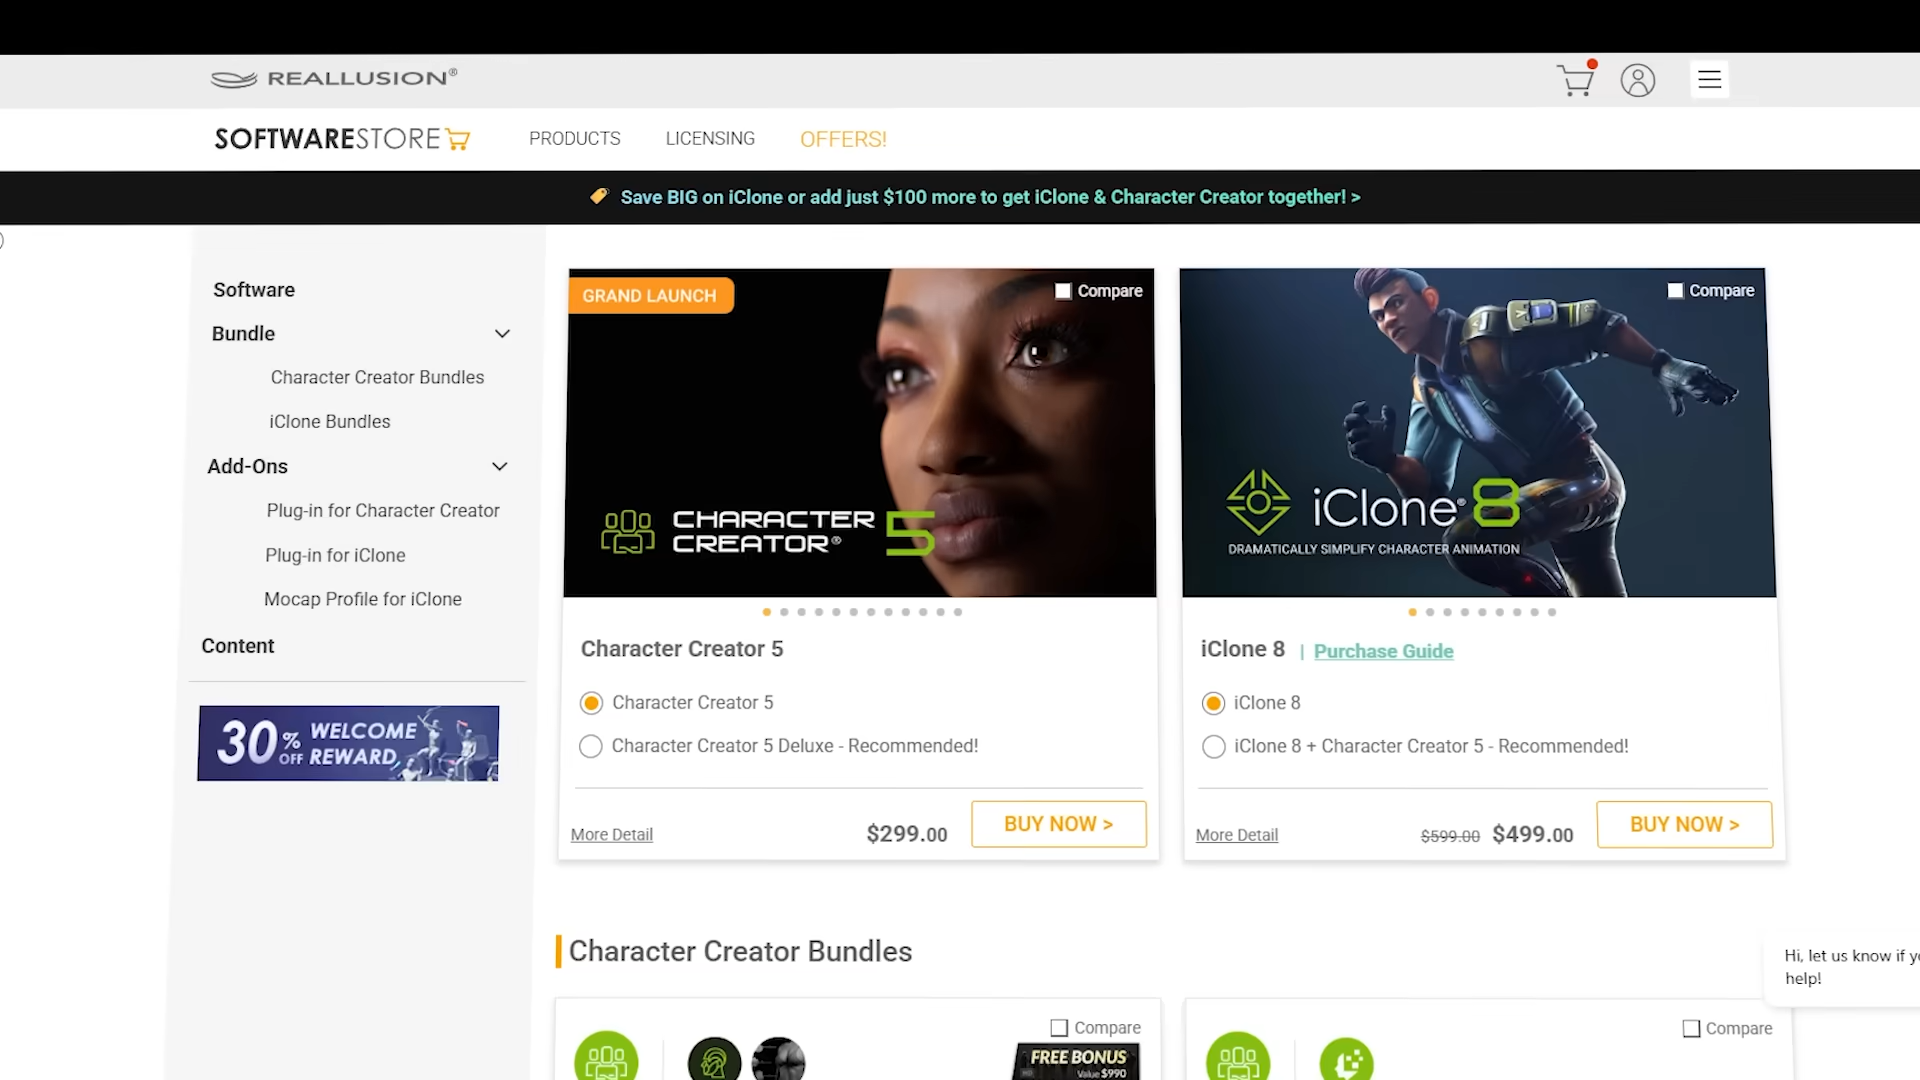 REALLUSION®
SOFTWARESTORE
PRODUCTS
LICENSING
OFFERS!
Save BIG on iClone or add just $100 more to get iClone & Character Creator together! >
Software
Bundle
Character Creator Bundles
iClone Bundles
Add-Ons
Plug-in for Character Creator
Plug-in for iClone
Mocap Profile for iClone
Content
30% OFF
WELCOME
REWARD
GRAND LAUNCH
Compare
CHARACTER
CREATOR® 5
Character Creator 5
Character Creator 5
Character Creator 5 Deluxe - Recommended!
More Detail
$299.00
BUY NOW >
Compare
iClone® 8
DRAMATICALLY SIMPLIFY CHARACTER ANIMATION
iClone 8 | Purchase Guide
iClone 8
iClone 8 + Character Creator 5 - Recommended!
More Detail
$599.00 $499.00
BUY NOW >
Character Creator Bundles
Compare
FREE BONUS
Value $990
Compare
Hi, let us know if
help!